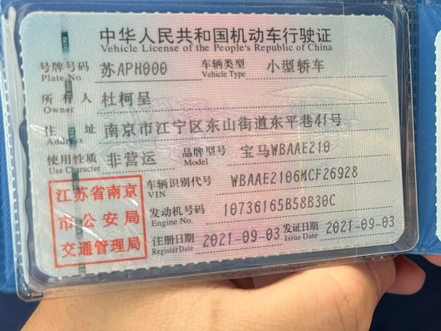 中华人民共和国机动车行驶证
Vehicle License of the People's Republic of China
号牌号码 苏APH000 车辆类型 小型轿车
Plate No. Vehicle Type
所有人 杜柯呈
Owner
住址 南京市江宁区东山街道东平巷41号
Address
使用性质 非营运 品牌型号 宝马WBAAE210
Use Character Model
江苏省南京
市公安局
交通管理局
车辆识别代号 WBAAE2106MCF26928
VIN
发动机号码 10736165B58B30C
Engine No.
注册日期 2021-09-03 发证日期 2021-09-03
Register Date Issue Date